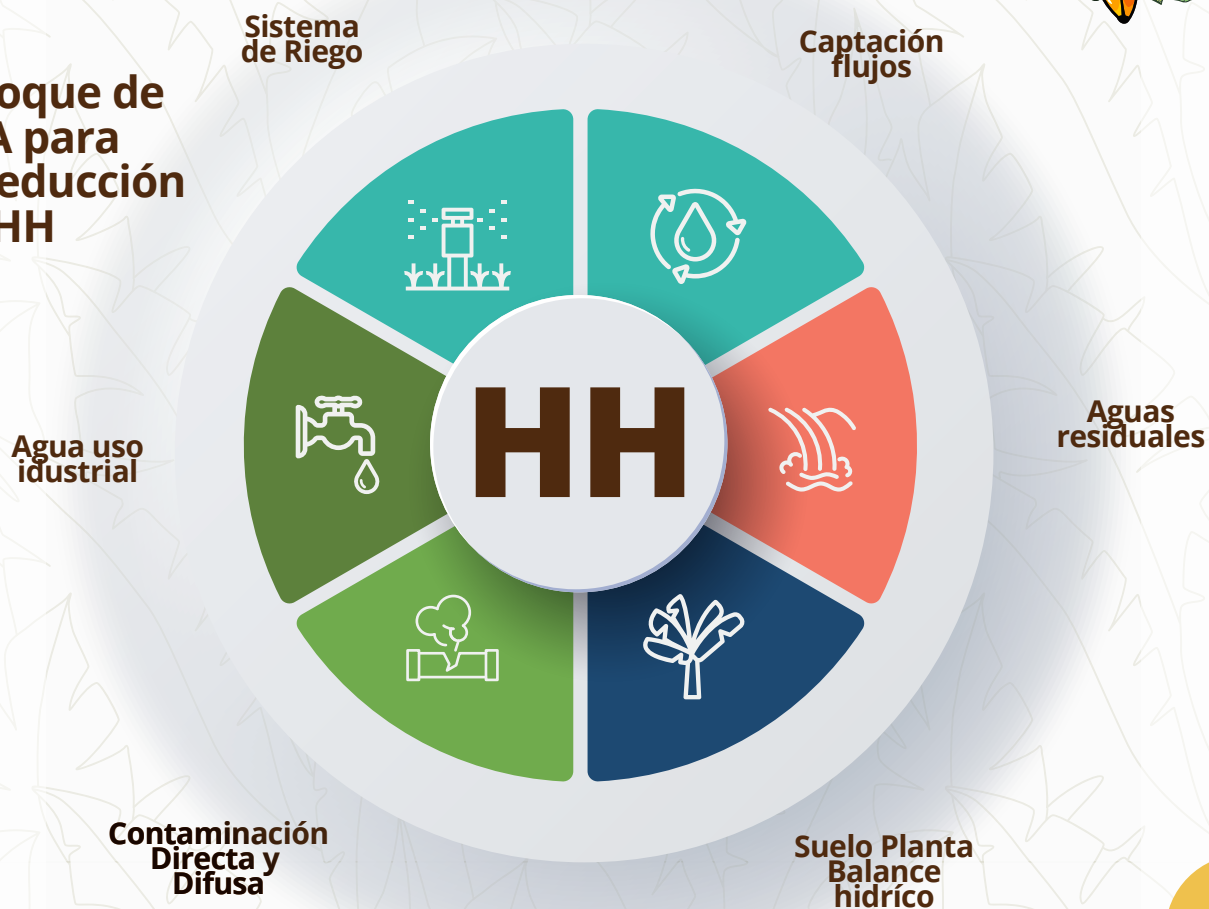 Sistema
de Riego
Captación
flujos
oque de
A para
educción
HH
HH
Agua uso
idustrial
Aguas
residuales
Contaminación
Directa y
Difusa
Suelo Planta
Balance
hidríco